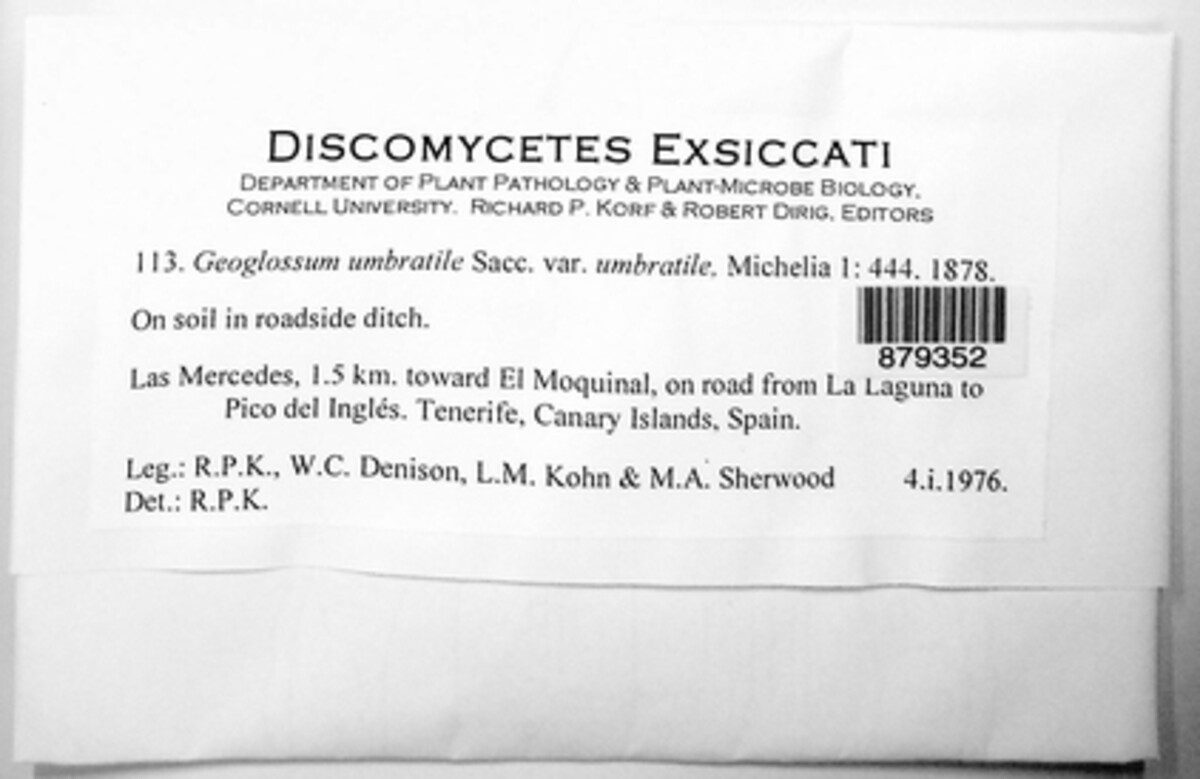 DISCOMYCETES EXSICCATI
DEPARTMENT OF PLANT PATHOLOGY & PLANT-MICROBE BIOLOGY,
CORNELL UNIVERSITY. RICHARD P. KORF & ROBERT DIRIG, EDITORS
113. Geoglossum umbratile Sacc. var. umbratile. Michelia 1: 444. 1878.
On soil in roadside ditch.
879352
Las Mercedes, 1.5 km. toward El Moquinal, on road from La Laguna to
Pico del Inglés. Tenerife, Canary Islands, Spain.
Leg.: R.P.K., W.C. Denison, L.M. Kohn & M.A. Sherwood 4.i.1976.
Det.: R.P.K.